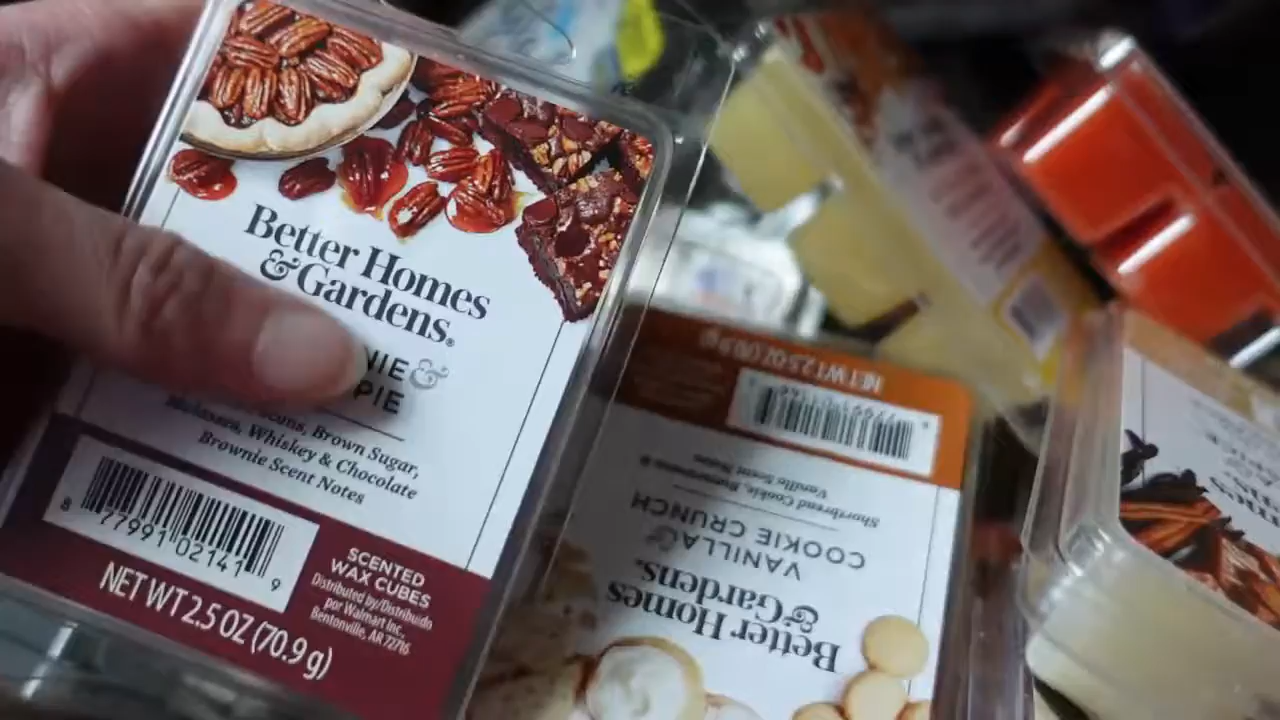 Better Homes
& Gardens®
NIE &
PIE
Brown Sugar,
Whiskey & Chocolate
Brownie Scent Notes
8 77991 02141 9
NET WT 2.5 OZ (70.9 g)
SCENTED
WAX CUBES
Distributed by/Distribuido
por Walmart Inc.,
Bentonville, AR 72716
Better Homes
& Gardens®
VANILLA &
COOKIE CRUNCH
Shortbread Cookie,
Vanilla Scent Notes
NET WT 2.5 OZ (70.9 g)